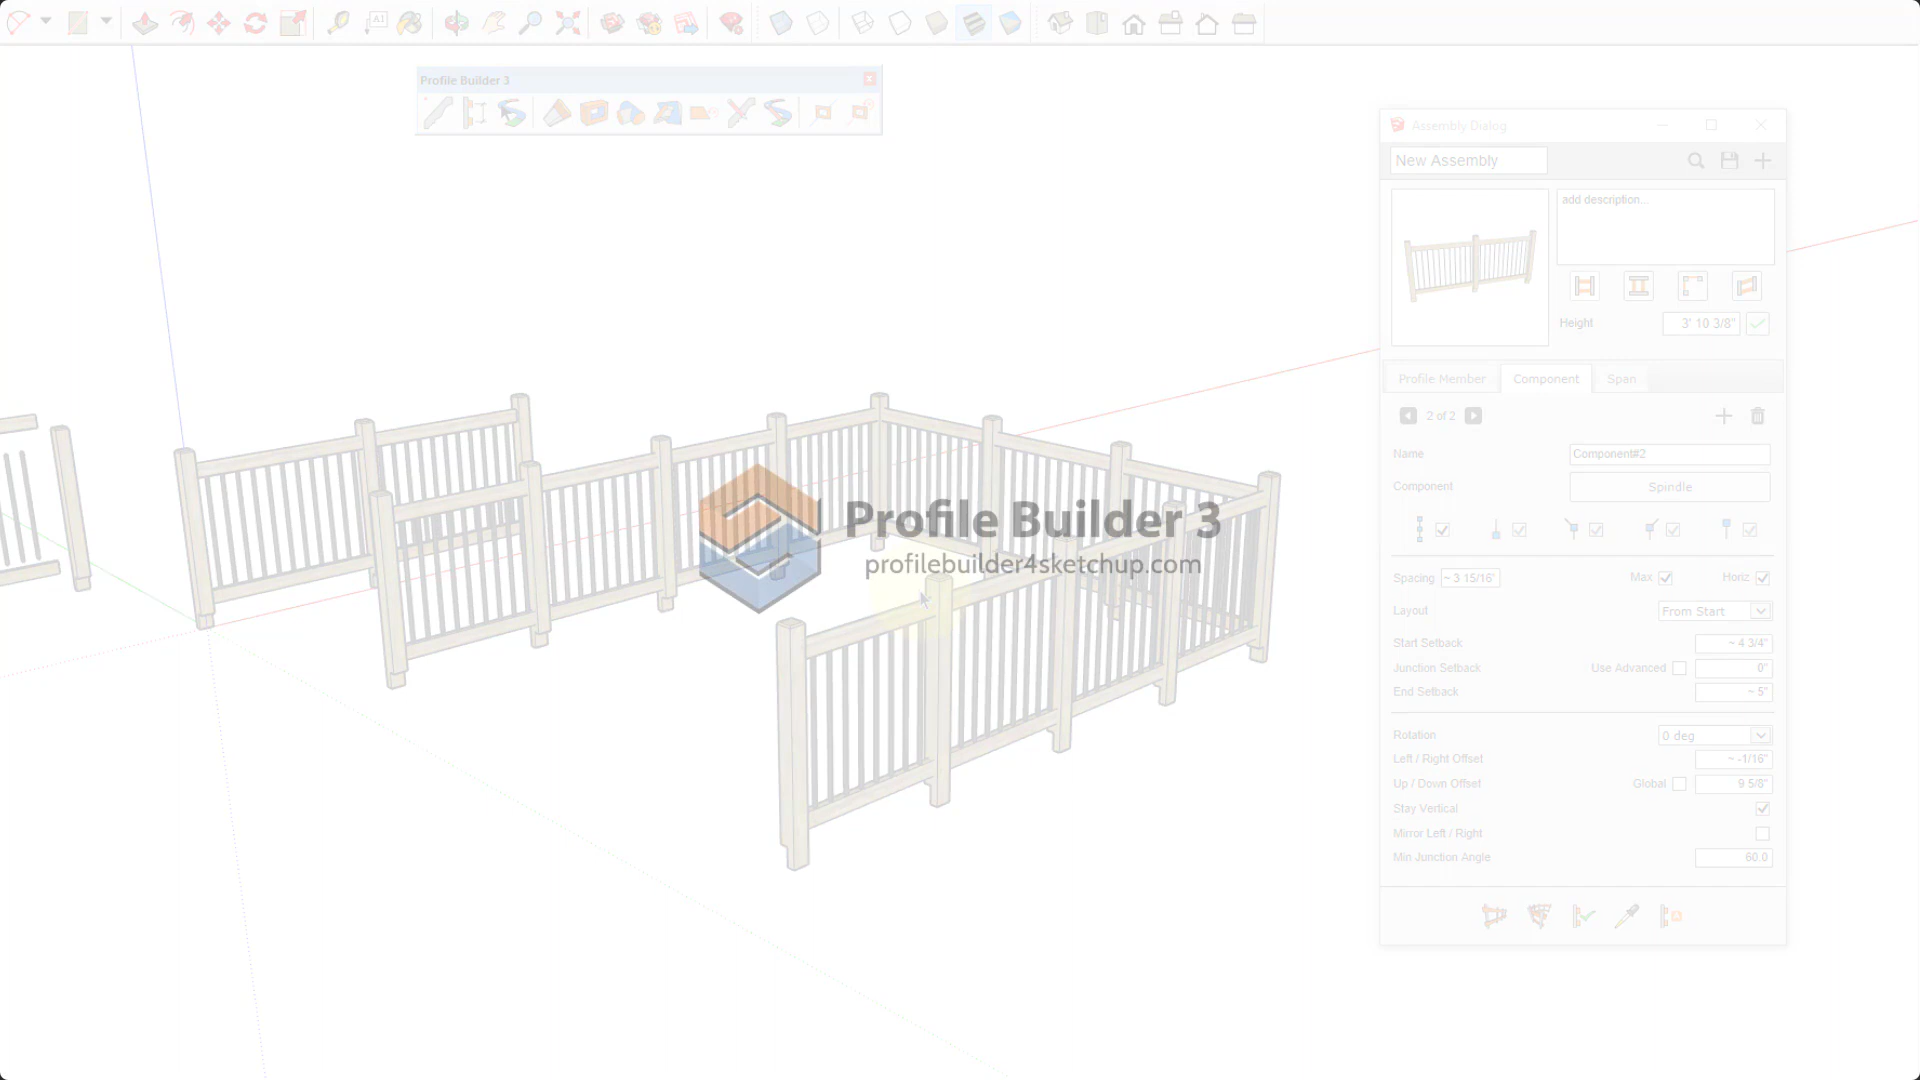 A1
Profile Builder 3
Assembly Dialog
New Assembly
add description...
Height
3' 10 3/8"
Profile Member
Component
Span
2 of 2
Name
Component#2
Component
Spindle
Spacing
~ 3 15/16"
Max
Horiz
Layout
From Start
Start Setback
~ 4 3/4"
Junction Setback
Use Advanced
0"
End Setback
~ 5"
Rotation
0 deg
Left / Right Offset
~ -1/16"
Up / Down Offset
Global
9 5/8"
Stay Vertical
Mirror Left / Right
Min Junction Angle
60.0
Profile Builder 3
profilebuilder4sketchup.com